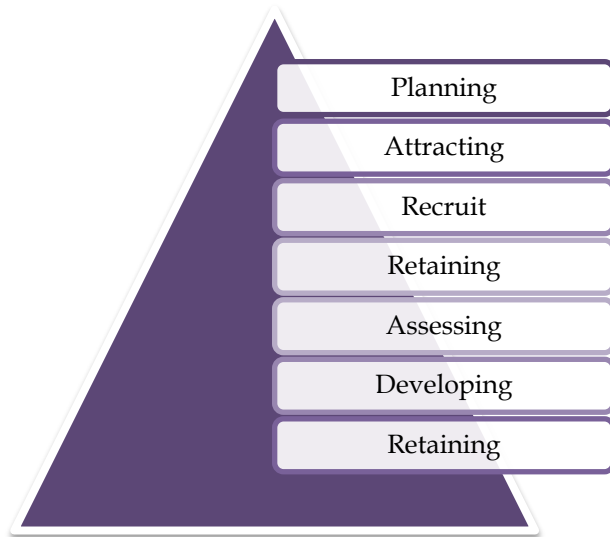 Planning
Attracting
Recruit
Retaining
Assessing
Developing
Retaining